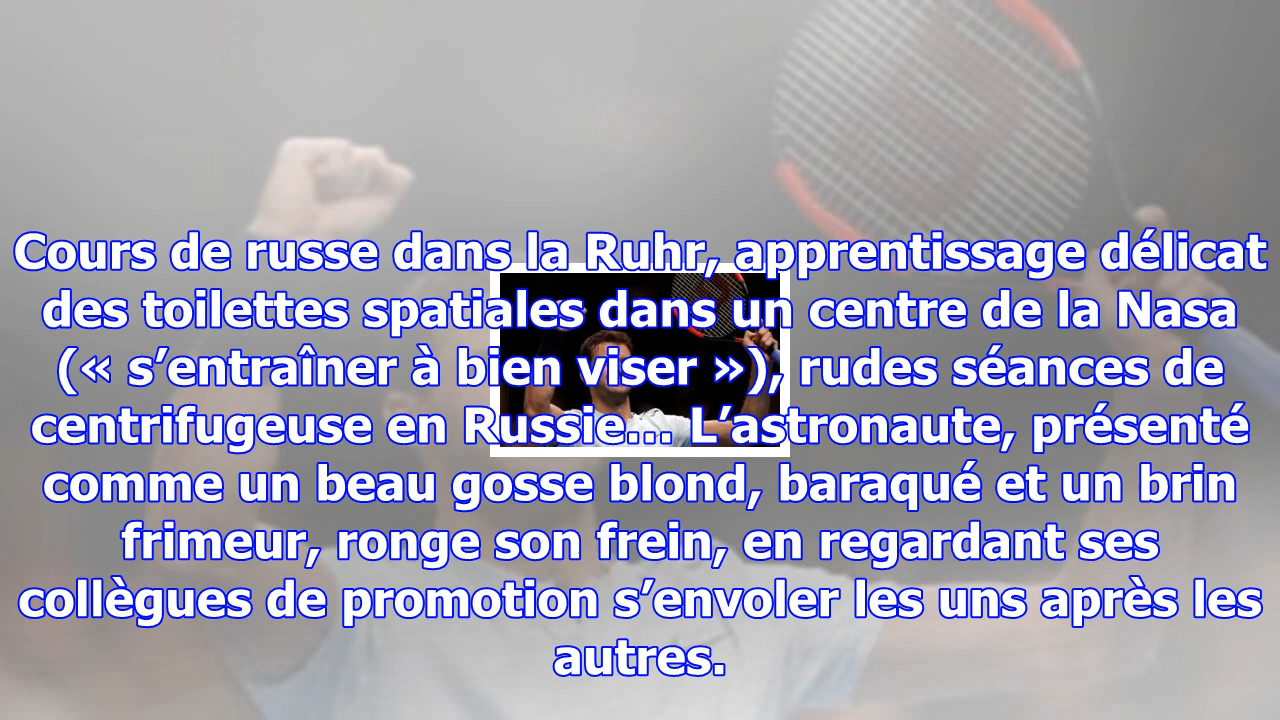 Cours de russe dans la Ruhr, apprentissage délicat
des toilettes spatiales dans un centre de la Nasa
(« s’entraîner à bien viser »), rudes séances de
centrifugeuse en Russie... L’astronaute, présenté
comme un beau gosse blond, baraqué et un brin
frimeur, ronge son frein, en regardant ses
collègues de promotion s’envoler les uns après les
autres.